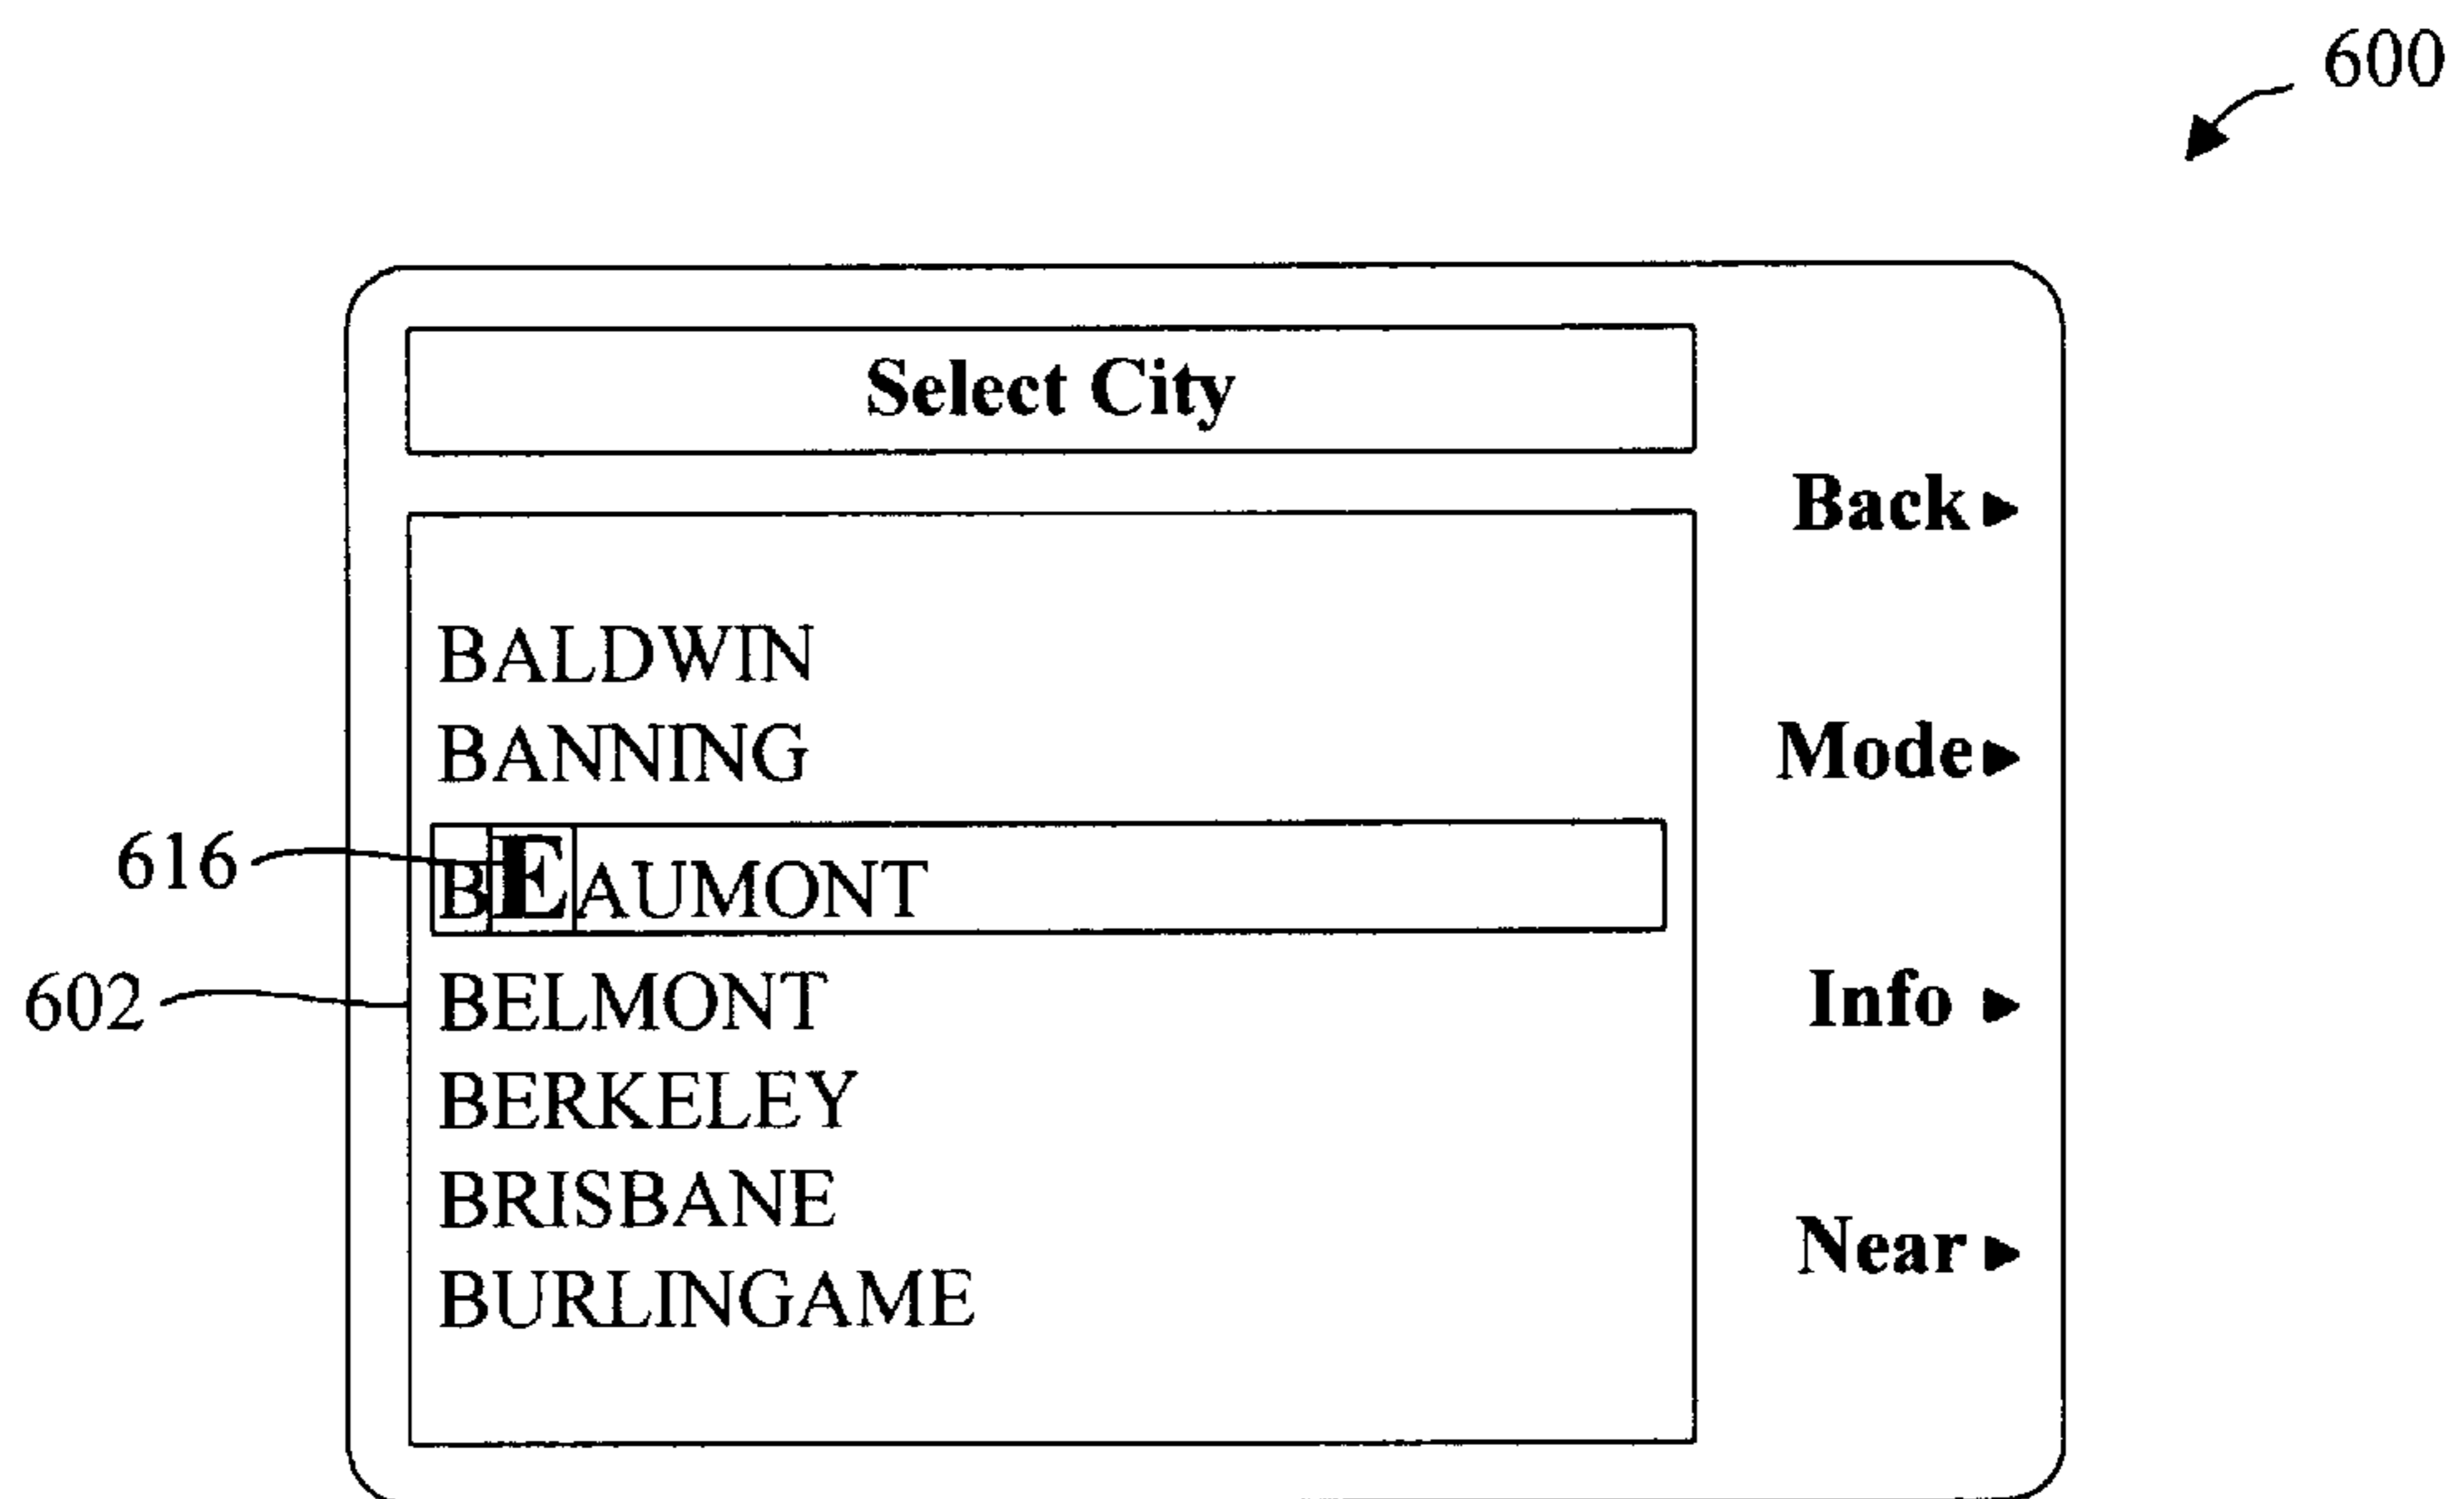 600
Select City
Back
BALDWIN
BANNING
Mode
616
BEAUMONT
602
BELMONT
Info
BERKELEY
BRISBANE
Near
BURLINGAME